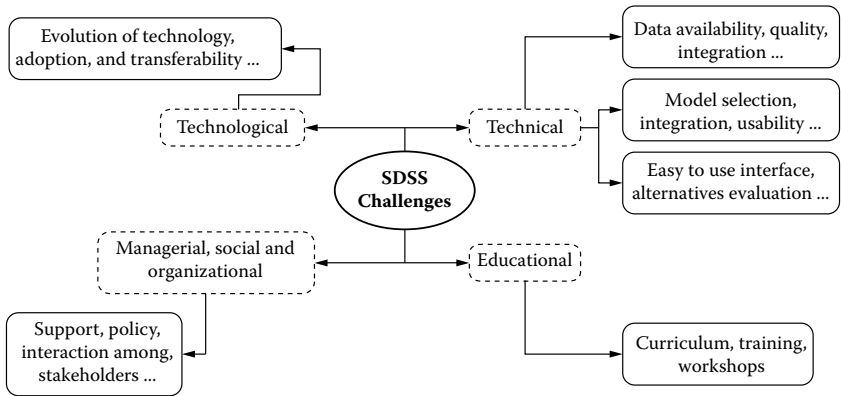 Evolution of technology,
adoption, and transferability ...
Data availability, quality,
integration ...
Technological
Technical
Model selection,
integration, usability ...
Easy to use interface,
alternatives evaluation ...
SDSS
Challenges
Managerial, social and
organizational
Educational
Support, policy,
interaction among,
stakeholders ...
Curriculum, training,
workshops